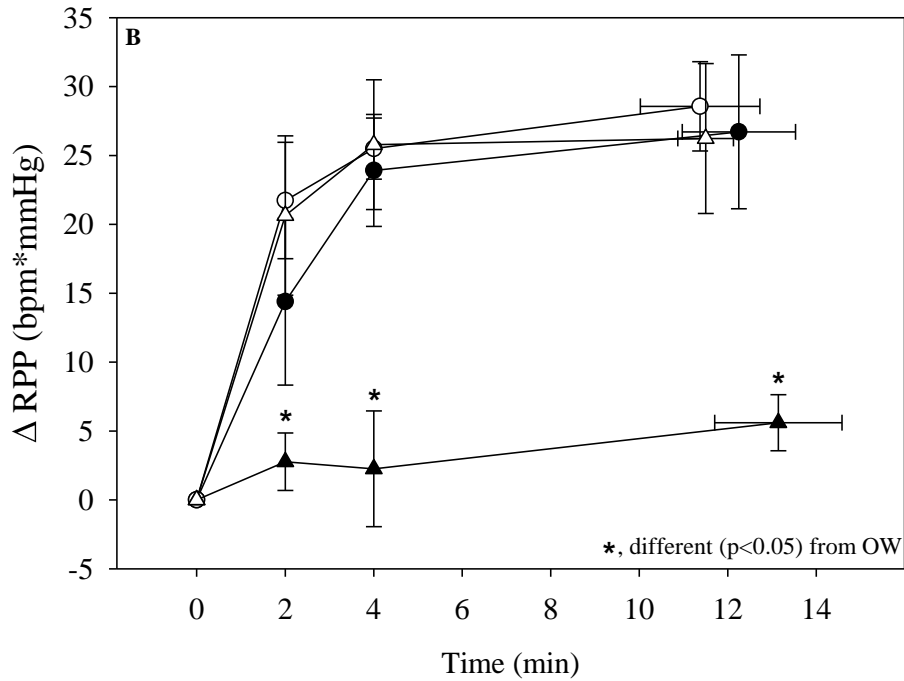 B
35
30
25
20
15
10
5
0
-5
Δ RPP (bpm*mmHg)
*
*
*
*, different (p<0.05) from OW
0 2 4 6 8 10 12 14
Time (min)